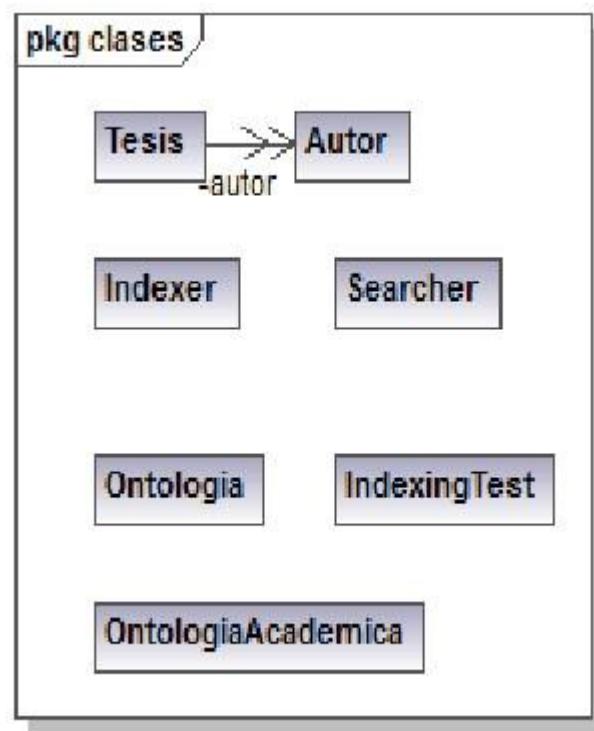 pkg clases
Tesis
Autor
-autor
Indexer
Searcher
Ontologia
IndexingTest
OntologiaAcademica